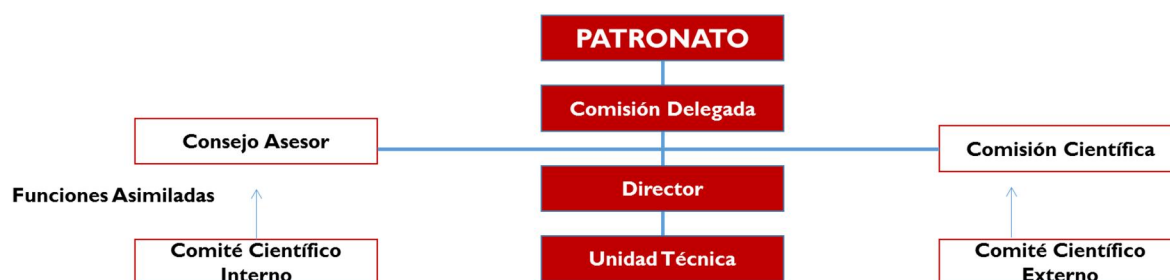 PATRONATO
Comisión Delegada
Consejo Asesor
Comisión Científica
Funciones Asimiladas
Director
Comité Científico
Interno
Unidad Técnica
Comité Científico
Externo